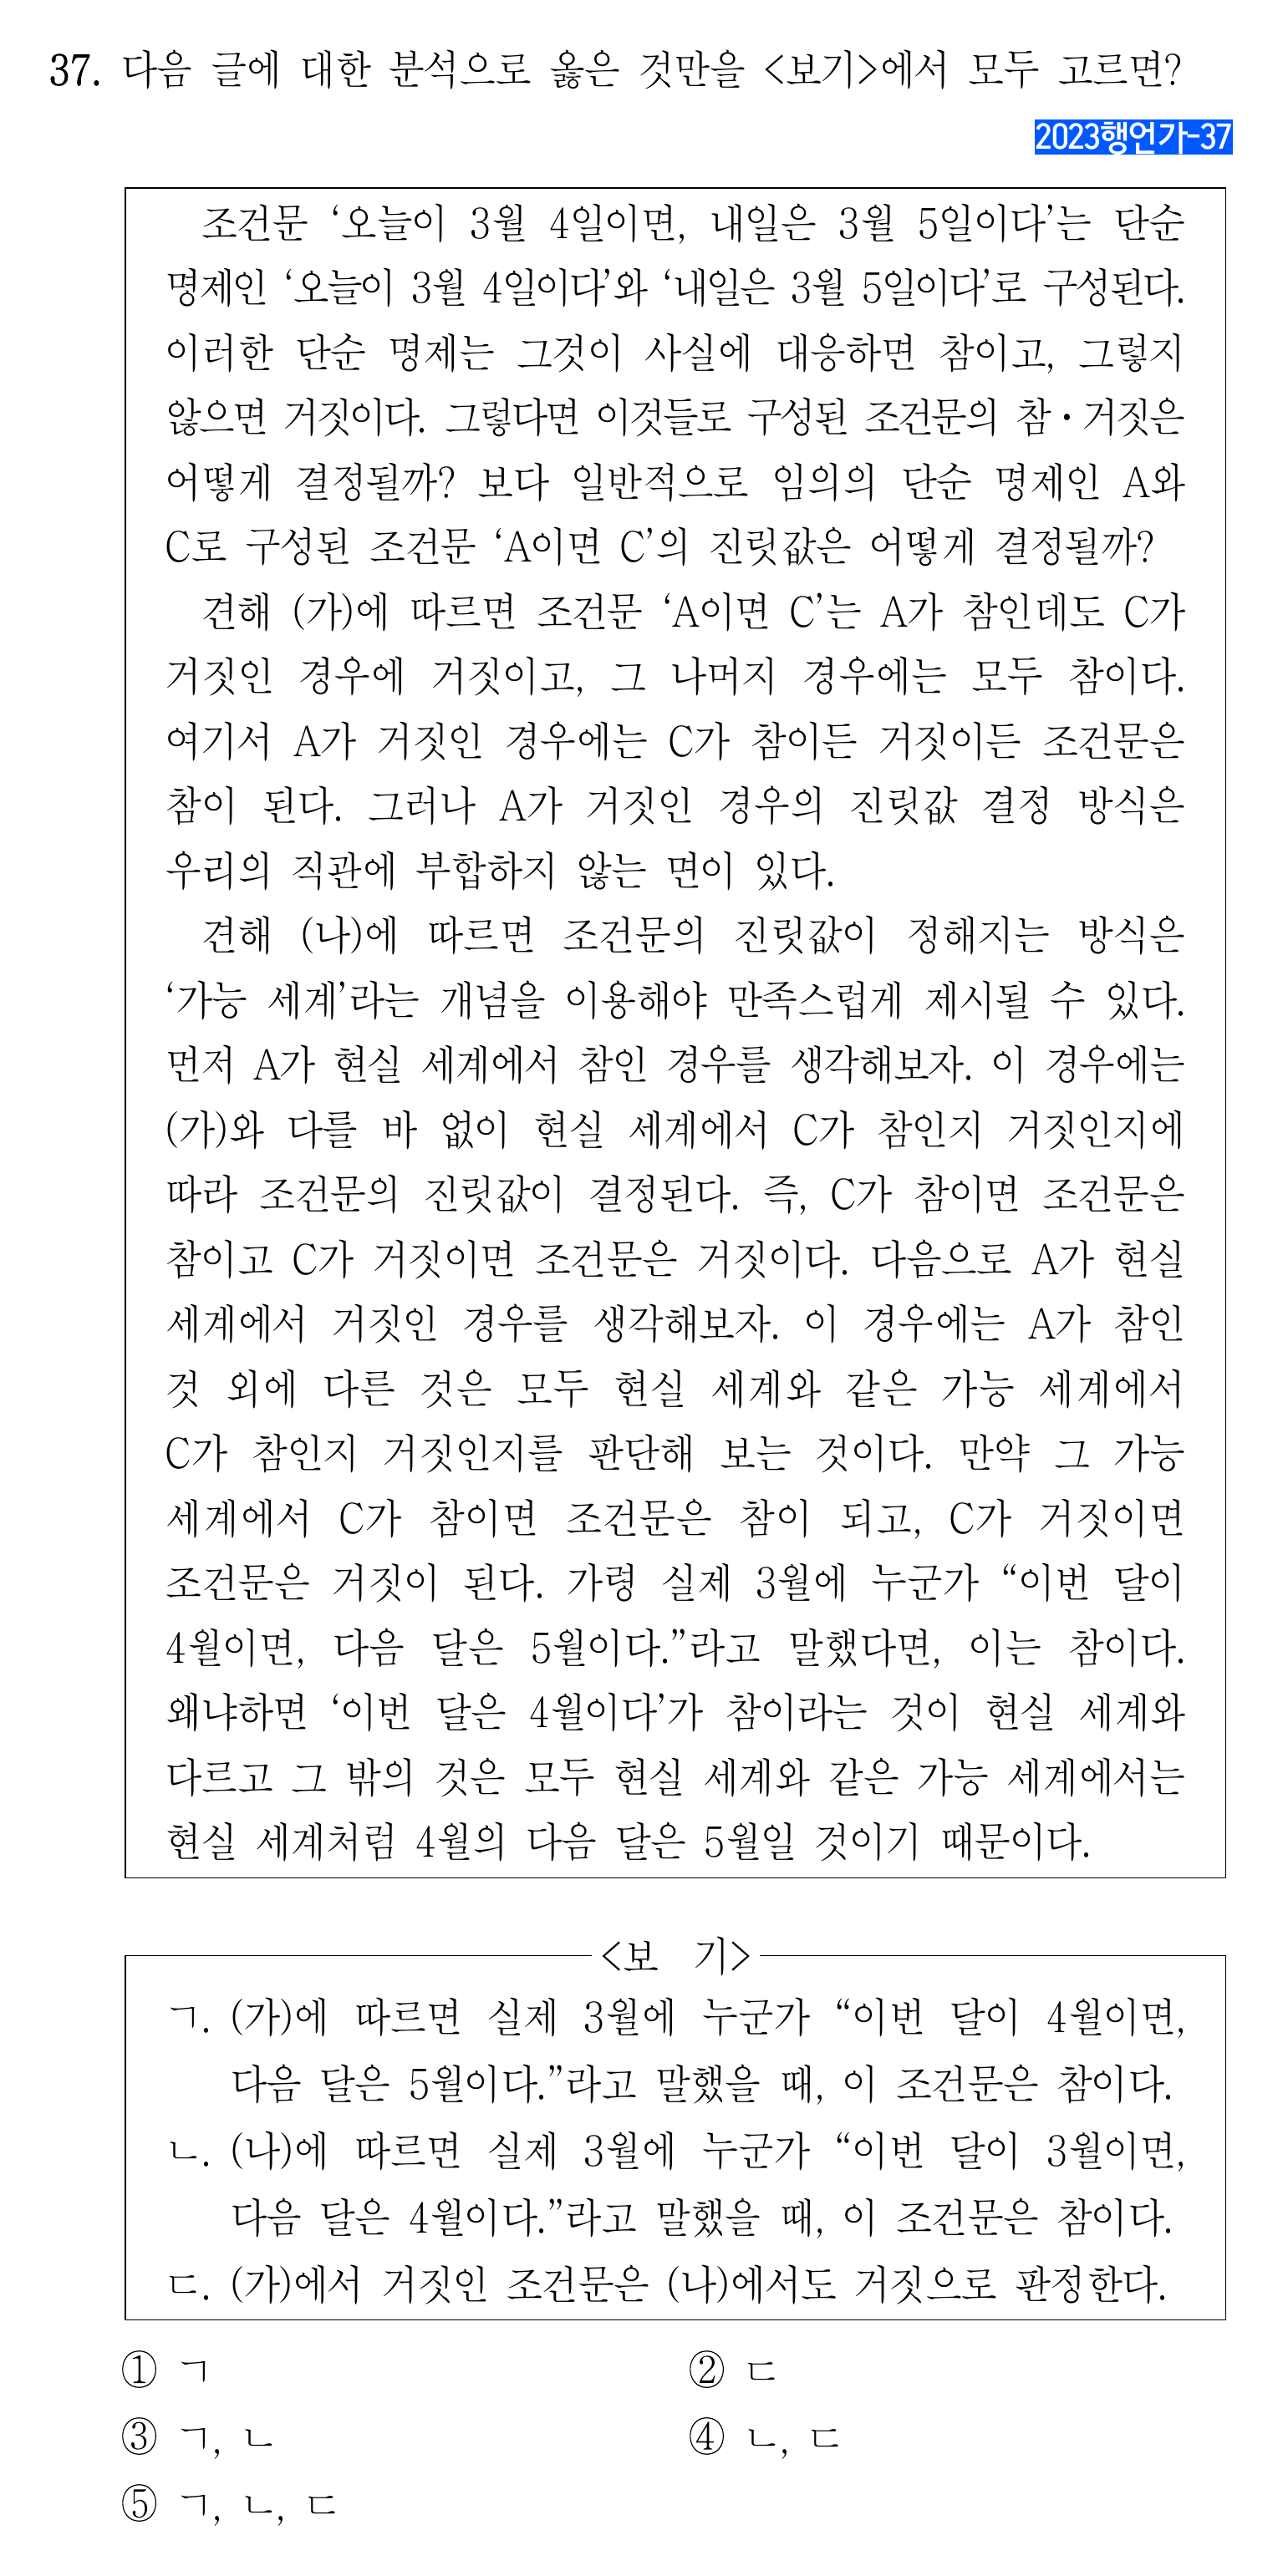 37. 다음 글에 대한 분석으로 옳은 것만을 <보기>에서 모두 고르면?
2023행언가-37
조건문 ‘오늘이 3월 4일이면, 내일은 3월 5일이다’는 단순
명제인 ‘오늘이 3월 4일이다’와 ‘내일은 3월 5일이다’로 구성된다.
이러한 단순 명제는 그것이 사실에 대응하면 참이고, 그렇지
않으면 거짓이다. 그렇다면 이것들로 구성된 조건문의 참·거짓은
어떻게 결정될까? 보다 일반적으로 임의의 단순 명제인 A와
C로 구성된 조건문 ‘A이면 C’의 진릿값은 어떻게 결정될까?
견해 (가)에 따르면 조건문 ‘A이면 C’는 A가 참인데도 C가
거짓인 경우에 거짓이고, 그 나머지 경우에는 모두 참이다.
여기서 A가 거짓인 경우에는 C가 참이든 거짓이든 조건문은
참이 된다. 그러나 A가 거짓인 경우의 진릿값 결정 방식은
우리의 직관에 부합하지 않는 면이 있다.
견해 (나)에 따르면 조건문의 진릿값이 정해지는 방식은
‘가능 세계’라는 개념을 이용해야 만족스럽게 제시될 수 있다.
먼저 A가 현실 세계에서 참인 경우를 생각해보자. 이 경우에는
(가)와 다를 바 없이 현실 세계에서 C가 참인지 거짓인지에
따라 조건문의 진릿값이 결정된다. 즉, C가 참이면 조건문은
참이고 C가 거짓이면 조건문은 거짓이다. 다음으로 A가 현실
세계에서 거짓인 경우를 생각해보자. 이 경우에는 A가 참인
것 외에 다른 것은 모두 현실 세계와 같은 가능 세계에서
C가 참인지 거짓인지를 판단해 보는 것이다. 만약 그 가능
세계에서 C가 참이면 조건문은 참이 되고, C가 거짓이면
조건문은 거짓이 된다. 가령 실제 3월에 누군가 “이번 달이
4월이면, 다음 달은 5월이다.”라고 말했다면, 이는 참이다.
왜냐하면 ‘이번 달은 4월이다’가 참이라는 것이 현실 세계와
다르고 그 밖의 것은 모두 현실 세계와 같은 가능 세계에서는
현실 세계처럼 4월의 다음 달은 5월일 것이기 때문이다.
<보 기>
ㄱ. (가)에 따르면 실제 3월에 누군가 “이번 달이 4월이면,
다음 달은 5월이다.”라고 말했을 때, 이 조건문은 참이다.
ㄴ. (나)에 따르면 실제 3월에 누군가 “이번 달이 3월이면,
다음 달은 4월이다.”라고 말했을 때, 이 조건문은 참이다.
ㄷ. (가)에서 거짓인 조건문은 (나)에서도 거짓으로 판정한다.
① ㄱ ② ㄷ
③ ㄱ, ㄴ ④ ㄴ, ㄷ
⑤ ㄱ, ㄴ, ㄷ